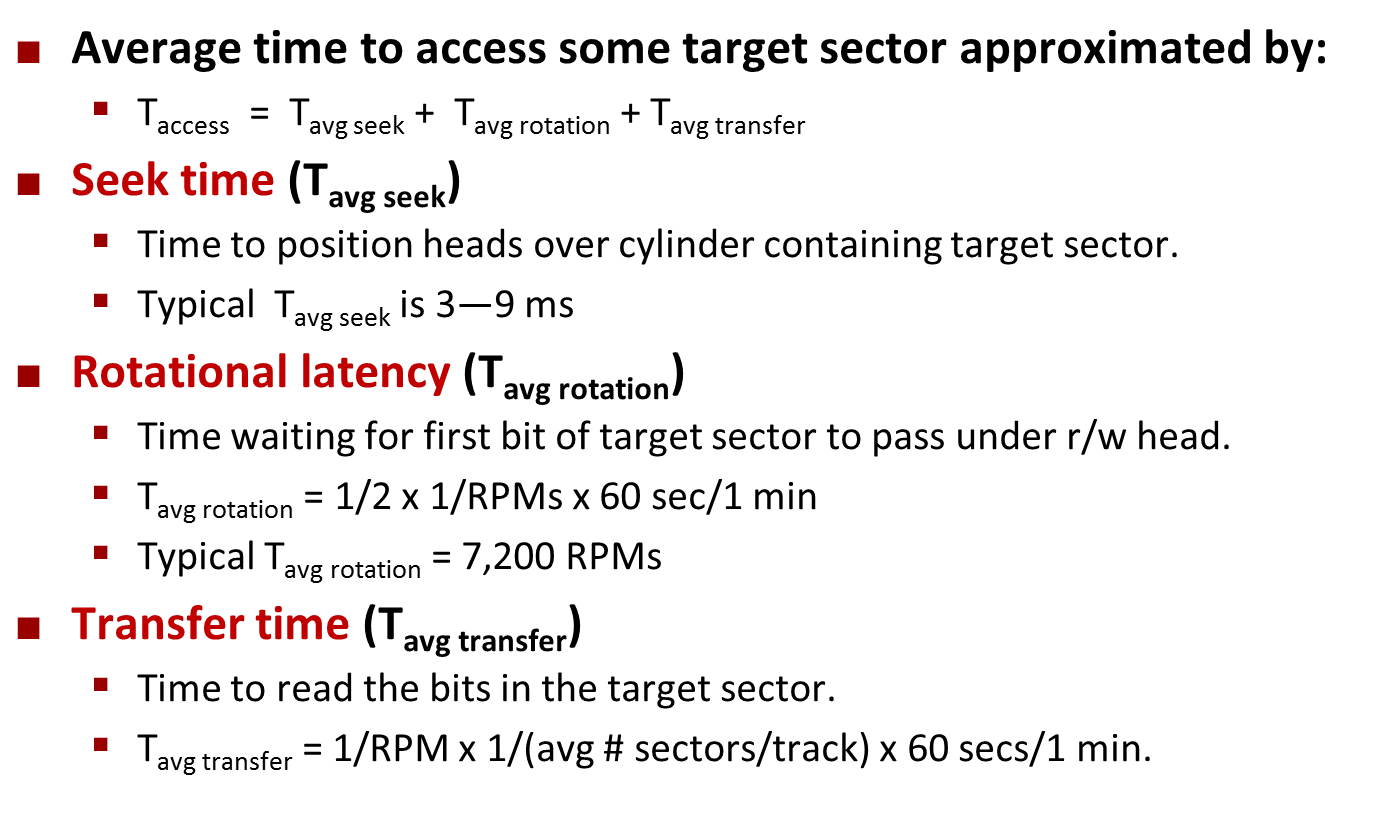 Average time to access some target sector approximated by:
Taccess = Tavg seek + Tavg rotation + Tavg transfer
Seek time (Tavg seek)
Time to position heads over cylinder containing target sector.
Typical Tavg seek is 3—9 ms
Rotational latency (Tavg rotation)
Time waiting for first bit of target sector to pass under r/w head.
Tavg rotation = 1/2 x 1/RPMs x 60 sec/1 min
Typical Tavg rotation = 7,200 RPMs
Transfer time (Tavg transfer)
Time to read the bits in the target sector.
Tavg transfer = 1/RPM x 1/(avg # sectors/track) x 60 secs/1 min.